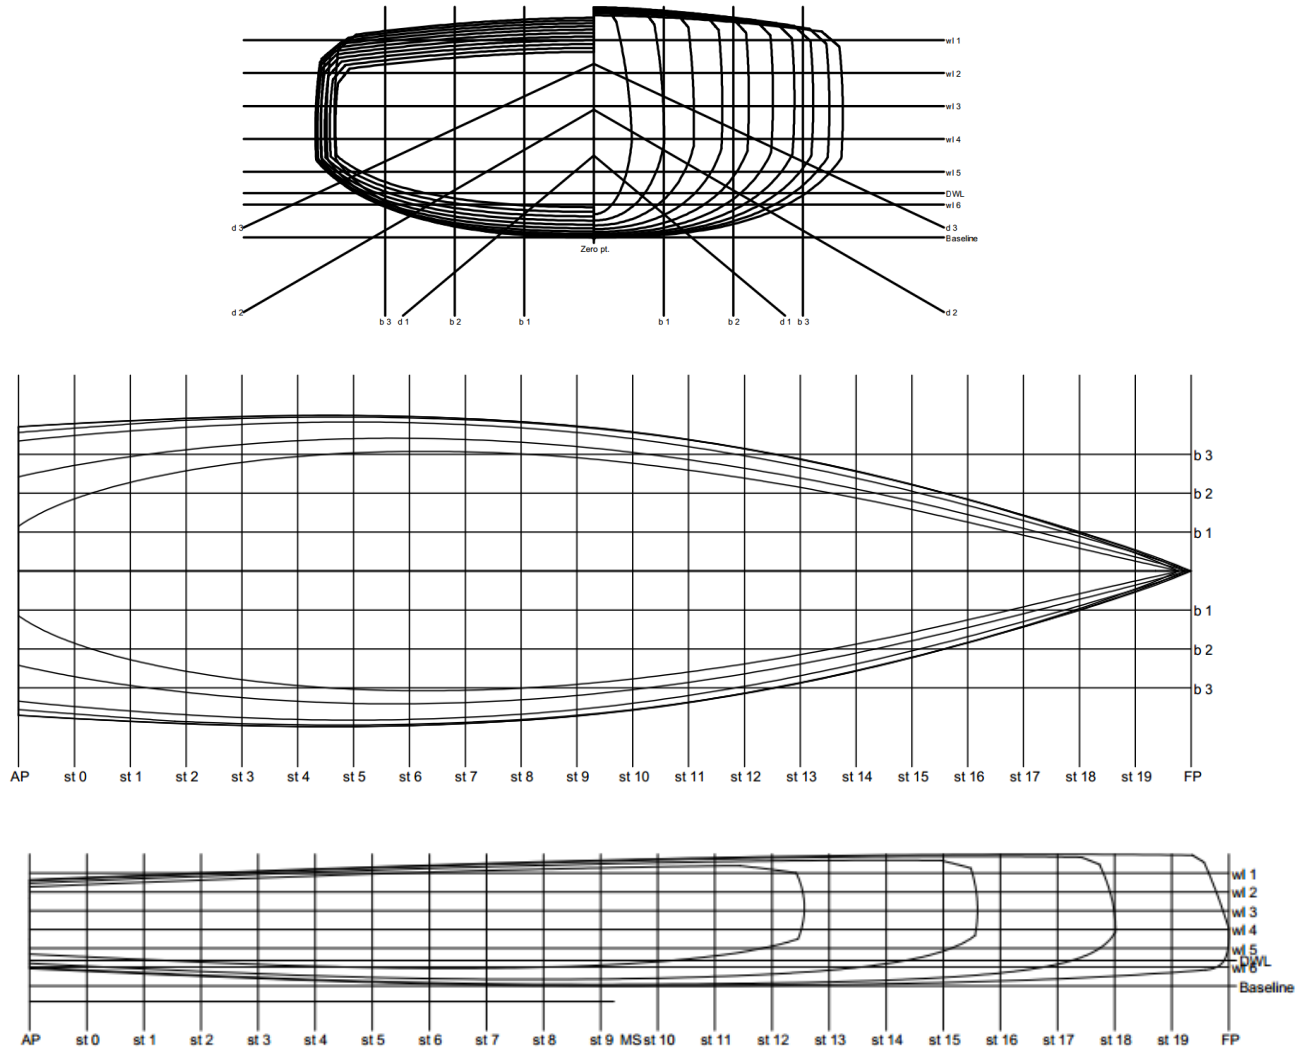 wl 1
wl 2
wl 3
wl 4
wl 5
DWL
wl 6
d 3 d 3
Baseline
Zero pt.
d 2 d 2
b 3 d 1 b 2 b 1 b 1 b 2 d 1 b 3
b 3
b 2
b 1
b 1
b 2
b 3
AP st 0 st 1 st 2 st 3 st 4 st 5 st 6 st 7 st 8 st 9 st 10 st 11 st 12 st 13 st 14 st 15 st 16 st 17 st 18 st 19 FP
wl 1
wl 2
wl 3
wl 4
wl 5
DWL
wl 6
Baseline
AP st 0 st 1 st 2 st 3 st 4 st 5 st 6 st 7 st 8 st 9 MS st 10 st 11 st 12 st 13 st 14 st 15 st 16 st 17 st 18 st 19 FP